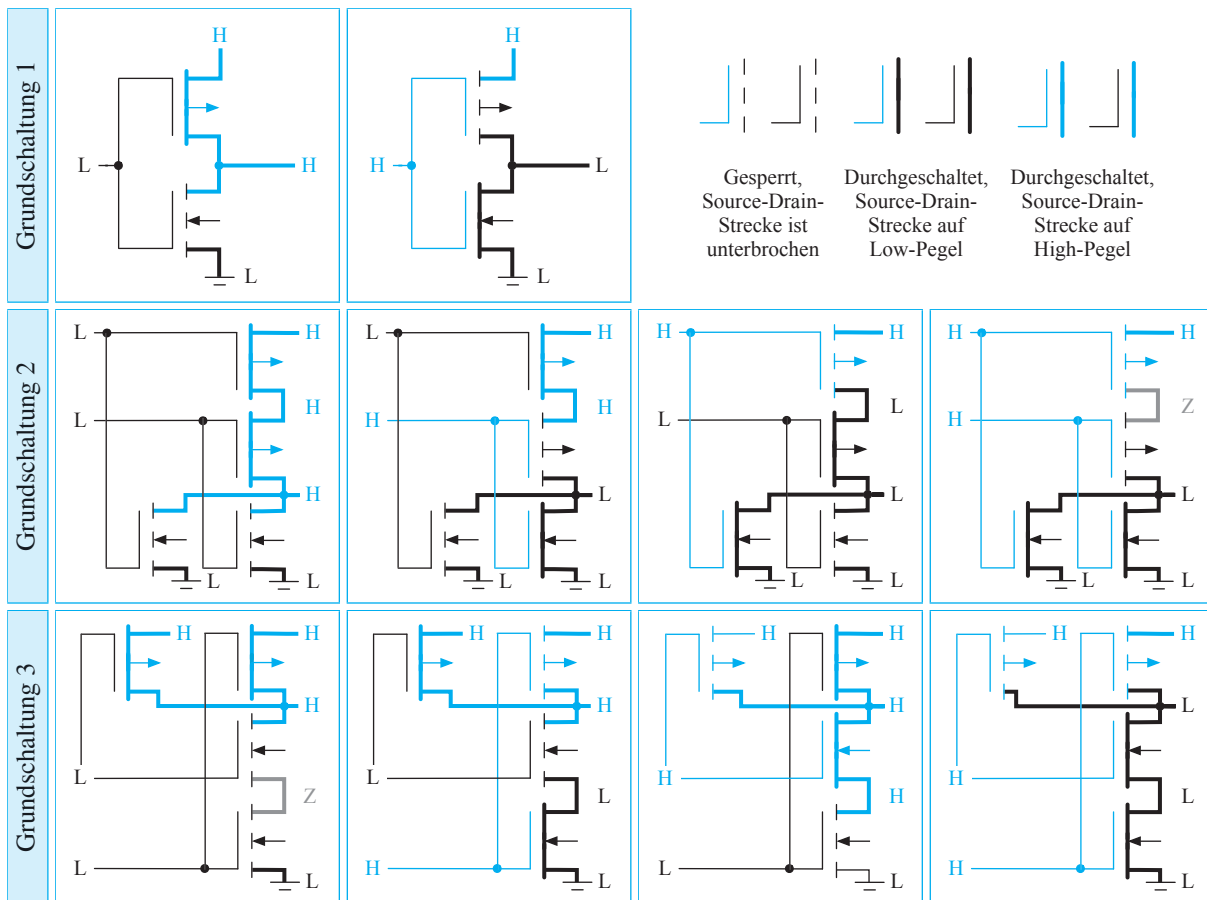 Grundschaltung 1
H
L
H
L
H
H
L
L
Gesperrt,
Source-Drain-
Strecke ist
unterbrochen
Durchgeschaltet,
Source-Drain-
Strecke auf
Low-Pegel
Durchgeschaltet,
Source-Drain-
Strecke auf
High-Pegel
Grundschaltung 2
L
H
H
L
H
L
L
L
H
H
H
L
L
L
H
H
L
L
L
L
L
H
H
Z
H
L
L
L
Grundschaltung 3
H
H
H
L
Z
L
L
H
H
H
L
L
H
L
H
H
H
H
H
L
L
H
H
L
H
L
H
L